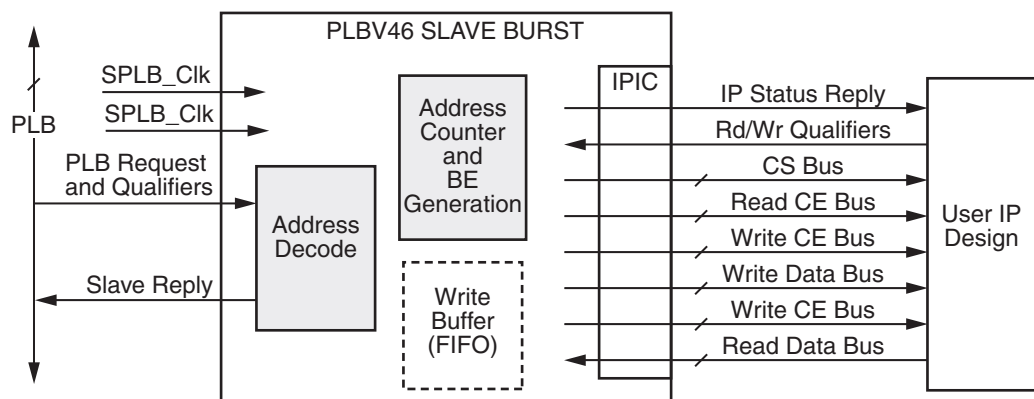 PLBV46 SLAVE BURST
SPLB_Clk
SPLB_Clk
PLB
PLB Request
and Qualifiers
Slave Reply
Address
Decode
Address
Counter
and
BE
Generation
Write
Buffer
(FIFO)
IPIC
IP Status Reply
Rd/Wr Qualifiers
CS Bus
Read CE Bus
Write CE Bus
Write Data Bus
Write CE Bus
Read Data Bus
User IP
Design